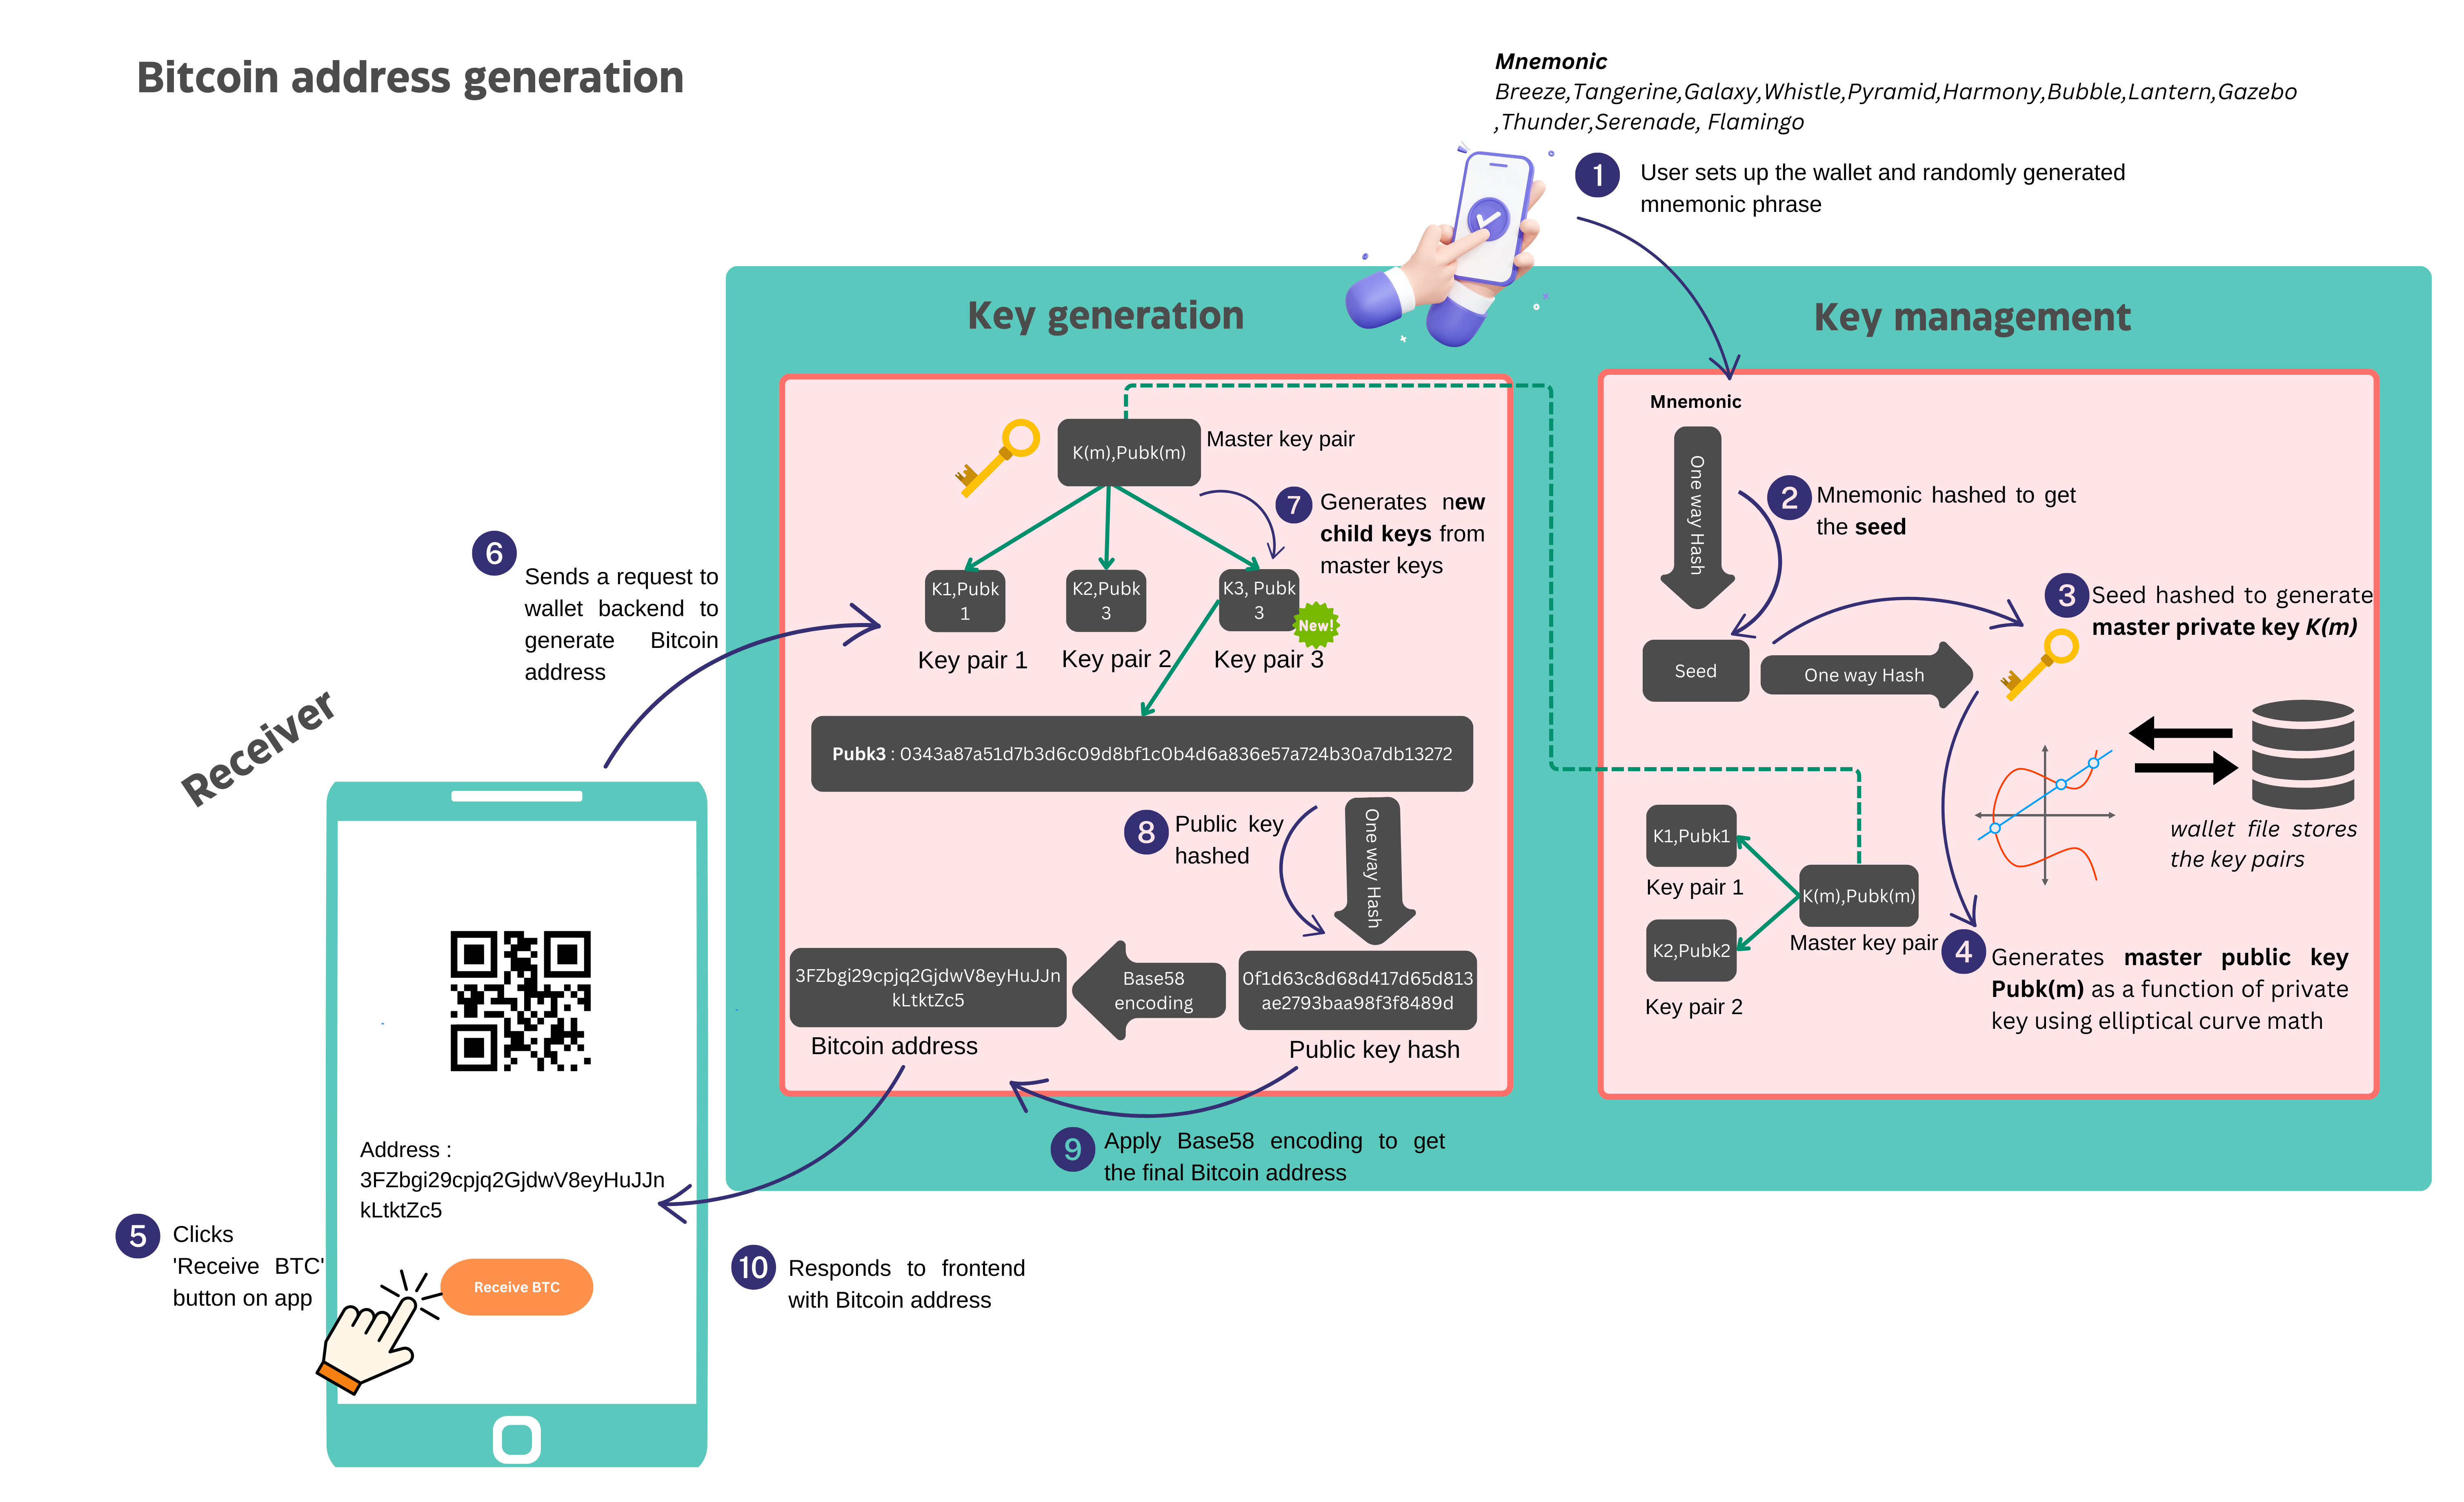 Bitcoin address generation
Mnemonic
Breeze,Tangerine,Galaxy,Whistle,Pyramid,Harmony,Bubble,Lantern,Gazebo
,Thunder,Serenade, Flamingo
1
User sets up the wallet and randomly generated
mnemonic phrase
Key generation
K(m),Pubk(m)
Master key pair
7
Generates new
child keys from
master keys
K1,Pubk
1
Key pair 1
K2,Pubk
3
Key pair 2
K3, Pubk
3
New!
Key pair 3
Pubk3 : 0343a87a51d7b3d6c09d8bf1c0b4d6a836e57a724b30a7db13272
8
Public key
hashed
One way Hash
0f1d63c8d68d417d65d813
ae2793baa98f3f8489d
Public key hash
Base58
encoding
3FZbgi29cpjq2GjdwV8eyHuJJn
kLtktZc5
Bitcoin address
9
Apply Base58 encoding to get
the final Bitcoin address
Key management
Mnemonic
One way Hash
2
Mnemonic hashed to get
the seed
Seed
One way Hash
3
Seed hashed to generate
master private key K(m)
wallet file stores
the key pairs
K1,Pubk1
Key pair 1
K2,Pubk2
Key pair 2
K(m),Pubk(m)
Master key pair
4
Generates master public key
Pubk(m) as a function of private
key using elliptical curve math
6
Sends a request to
wallet backend to
generate Bitcoin
address
Receiver
Address :
3FZbgi29cpjq2GjdwV8eyHuJJn
kLtktZc5
Receive BTC
5
Clicks
'Receive BTC'
button on app
10
Responds to frontend
with Bitcoin address